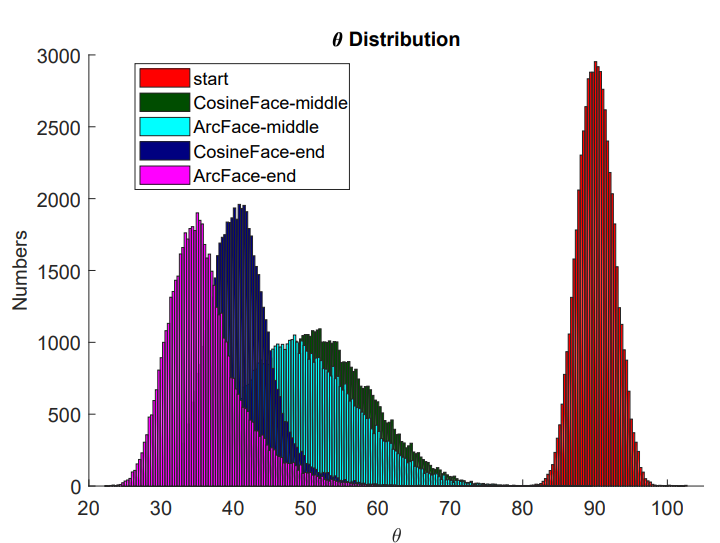 θ Distribution
3000
2500
2000
1500
1000
500
0
Numbers
start
CosineFace-middle
ArcFace-middle
CosineFace-end
ArcFace-end
20 30 40 50 60 70 80 90 100
θ